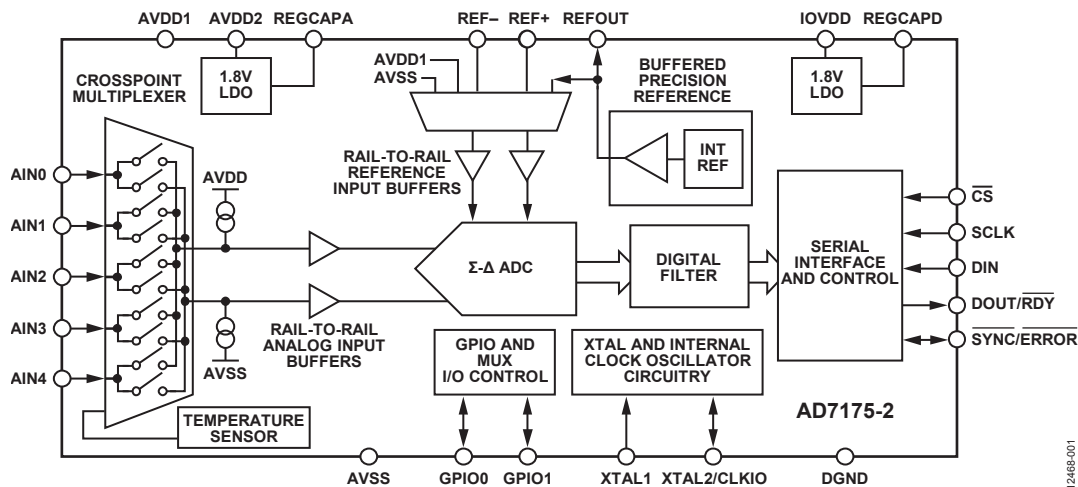 AVDD1 AVDD2 REGCAPA REF– REF+ REFOUT IOVDD REGCAPD
AVDD1
AVSS
1.8V
LDO
CROSSPOINT
MULTIPLEXER
BUFFERED
PRECISION
REFERENCE
1.8V
LDO
INT
REF
RAIL-TO-RAIL
REFERENCE
INPUT BUFFERS
AVDD
AIN0
AIN1
AIN2
AIN3
AIN4
Σ-Δ ADC
DIGITAL
FILTER
SERIAL
INTERFACE
AND CONTROL
CS
SCLK
DIN
DOUT/RDY
SYNC/ERROR
RAIL-TO-RAIL
ANALOG INPUT
BUFFERS
AVSS
GPIO AND
MUX
I/O CONTROL
XTAL AND INTERNAL
CLOCK OSCILLATOR
CIRCUITRY
TEMPERATURE
SENSOR
AD7175-2
AVSS GPIO0 GPIO1 XTAL1 XTAL2/CLKIO DGND
12468-001